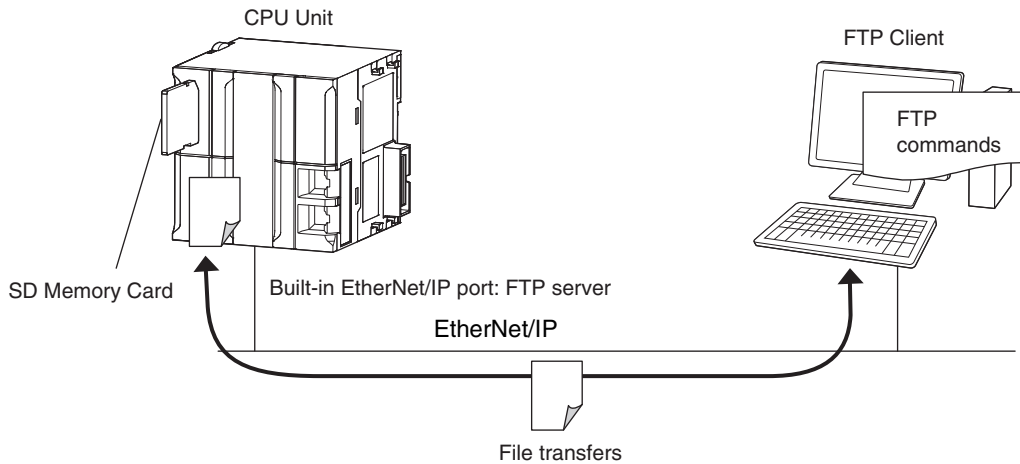 CPU Unit
FTP Client
FTP
commands
SD Memory Card
Built-in EtherNet/IP port: FTP server
EtherNet/IP
File transfers